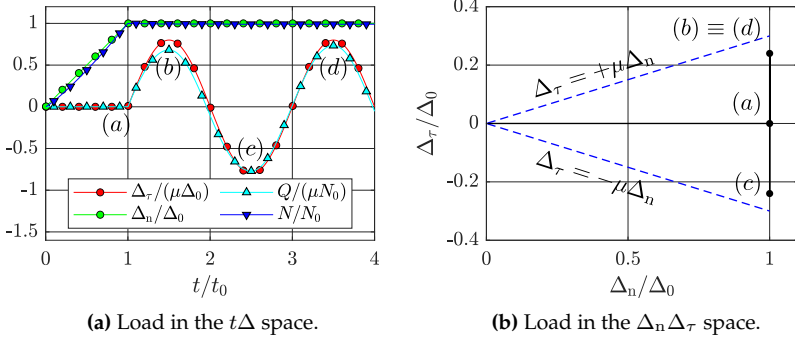 1.5
1
0.5
0
-0.5
-1
-1.5
(b)
(d)
(a)
(c)
Δτ/(μΔ0)
Q/(μN0)
Δn/Δ0
N/N0
0 1 2 3 4
t/t0
(a) Load in the tΔ space.
Δτ/Δ0
0.4
0.2
0
-0.2
-0.4
(b) ≡ (d)
Δτ = +μΔn
(a)
Δτ = −μΔn
(c)
0 0.5 1
Δn/Δ0
(b) Load in the ΔnΔτ space.